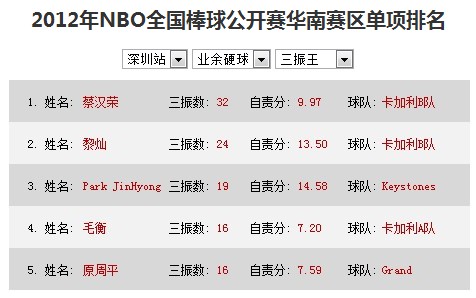 2012年NBO全国棒球公开赛华南赛区单项排名
深圳站 业余硬球 三振王
1. 姓名: 蔡汉荣 三振数: 32 自责分: 9.97 球队: 卡加利B队
2. 姓名: 黎灿 三振数: 24 自责分: 13.50 球队: 卡加利B队
3. 姓名: Park JinHyong 三振数: 19 自责分: 14.58 球队: Keystones
4. 姓名: 毛衡 三振数: 16 自责分: 7.20 球队: 卡加利A队
5. 姓名: 原周平 三振数: 16 自责分: 7.59 球队: Grand